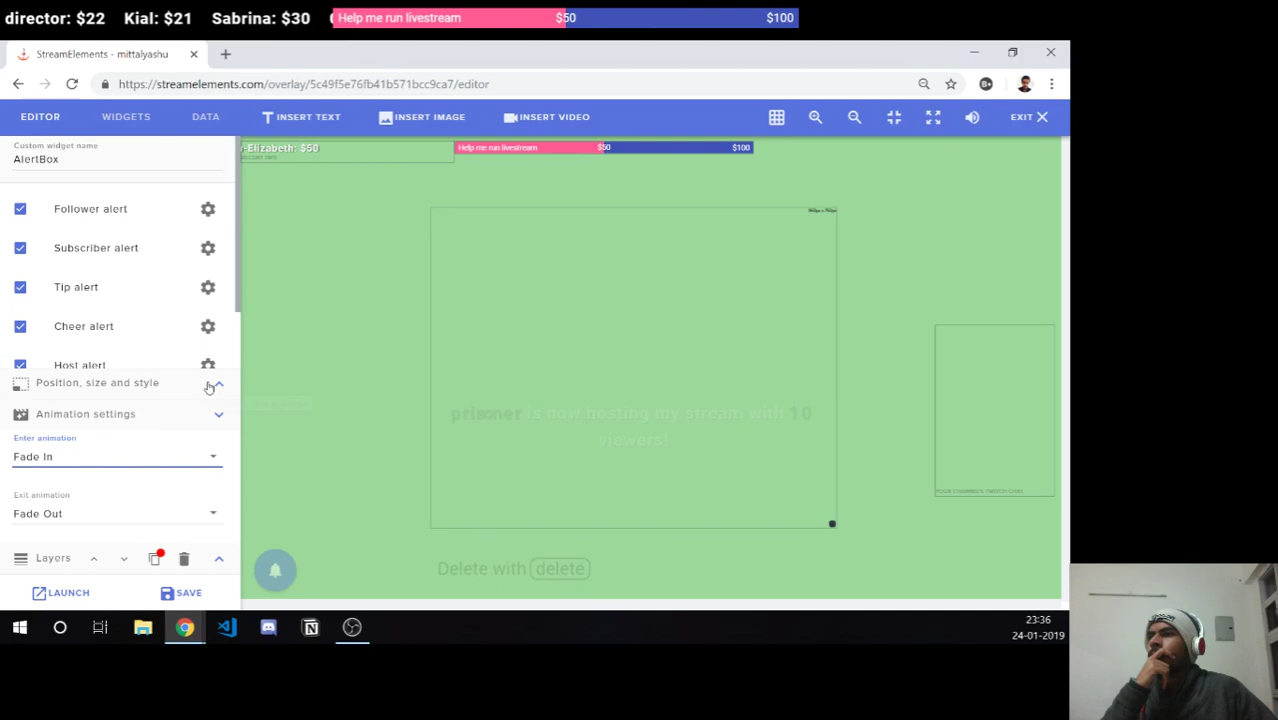 director: $22 Kial: $21 Sabrina: $30
Help me run livestream $50 $100
StreamElements - mittalyashu
https://streamelements.com/overlay/5c49f5e76fb41b571bcc9ca7/editor
EDITOR WIDGETS DATA INSERT TEXT INSERT IMAGE INSERT VIDEO EXIT
Custom widget name
AlertBox
-Elizabeth: $50
Help me run livestream $50 $100
Follower alert
Subscriber alert
Tip alert
Cheer alert
Host alert
Position, size and style
Animation settings
Enter animation
Fade In
Exit animation
Fade Out
Layers
LAUNCH SAVE
prisoner is now hosting my stream with 10
viewers!
YOUR CHANNEL'S TWITCH CHAT
Delete with delete
23:36
24-01-2019